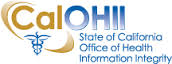 CalOHII
State of California
Office of Health
Information Integrity